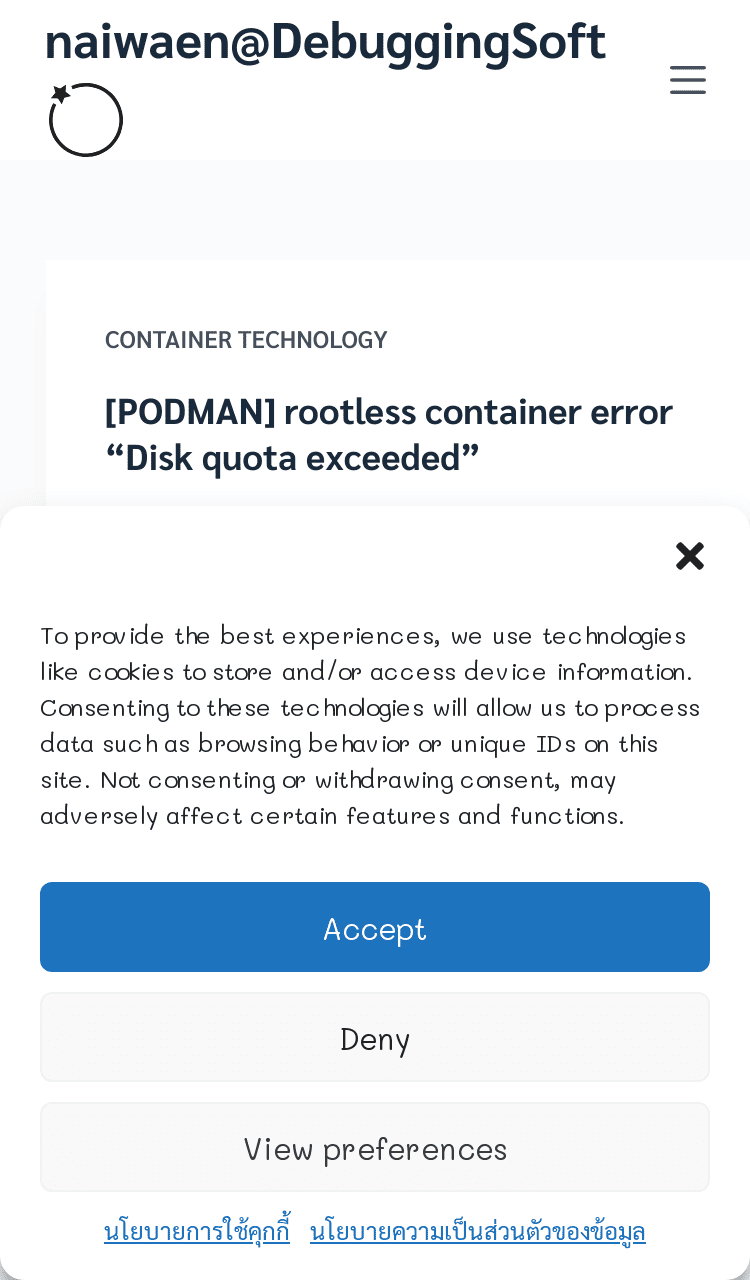 naiwaen@DebuggingSoft
CONTAINER TECHNOLOGY
[PODMAN] rootless container error
“Disk quota exceeded”
To provide the best experiences, we use technologies
like cookies to store and/or access device information.
Consenting to these technologies will allow us to process
data such as browsing behavior or unique IDs on this
site. Not consenting or withdrawing consent, may
adversely affect certain features and functions.
Accept
Deny
View preferences
นโยบายการใช้คุกกี้ นโยบายความเป็นส่วนตัวของข้อมูล